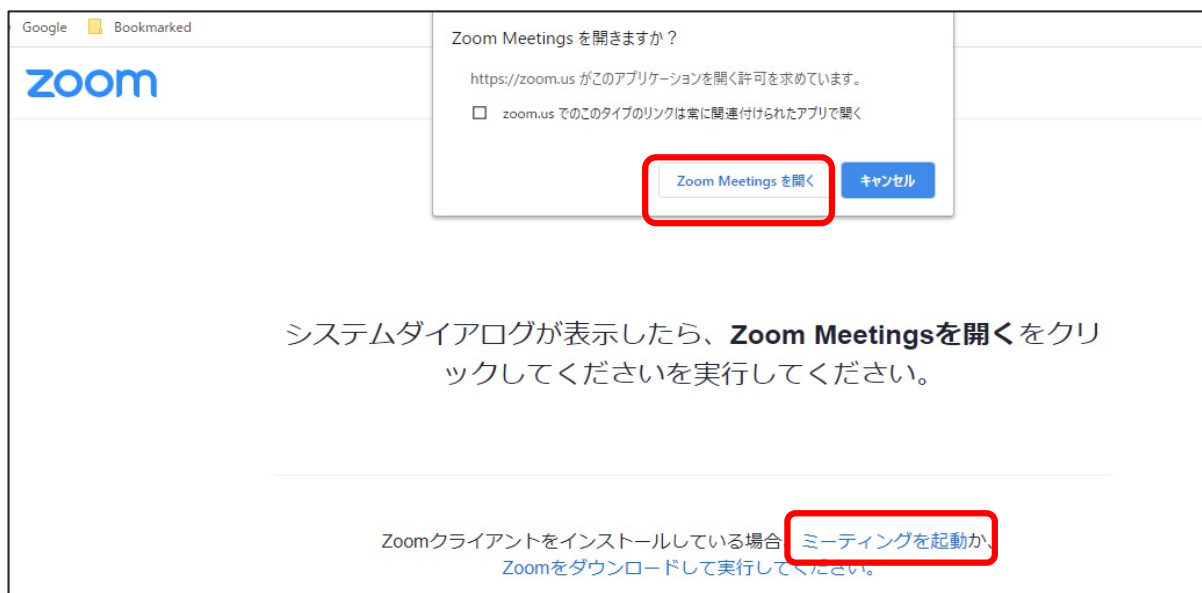 Google Bookmarked
zoom
Zoom Meetings を開きますか？
https://zoom.us がこのアプリケーションを開く許可を求めています。
zoom.us でのこのタイプのリンクは常に関連付けられたアプリで開く
Zoom Meetings を開く キャンセル
システムダイアログが表示したら、Zoom Meetingsを開くをクリ
ックしてくださいを実行してください。
Zoomクライアントをインストールしている場合、ミーティングを起動か、
Zoomをダウンロードして実行してください。